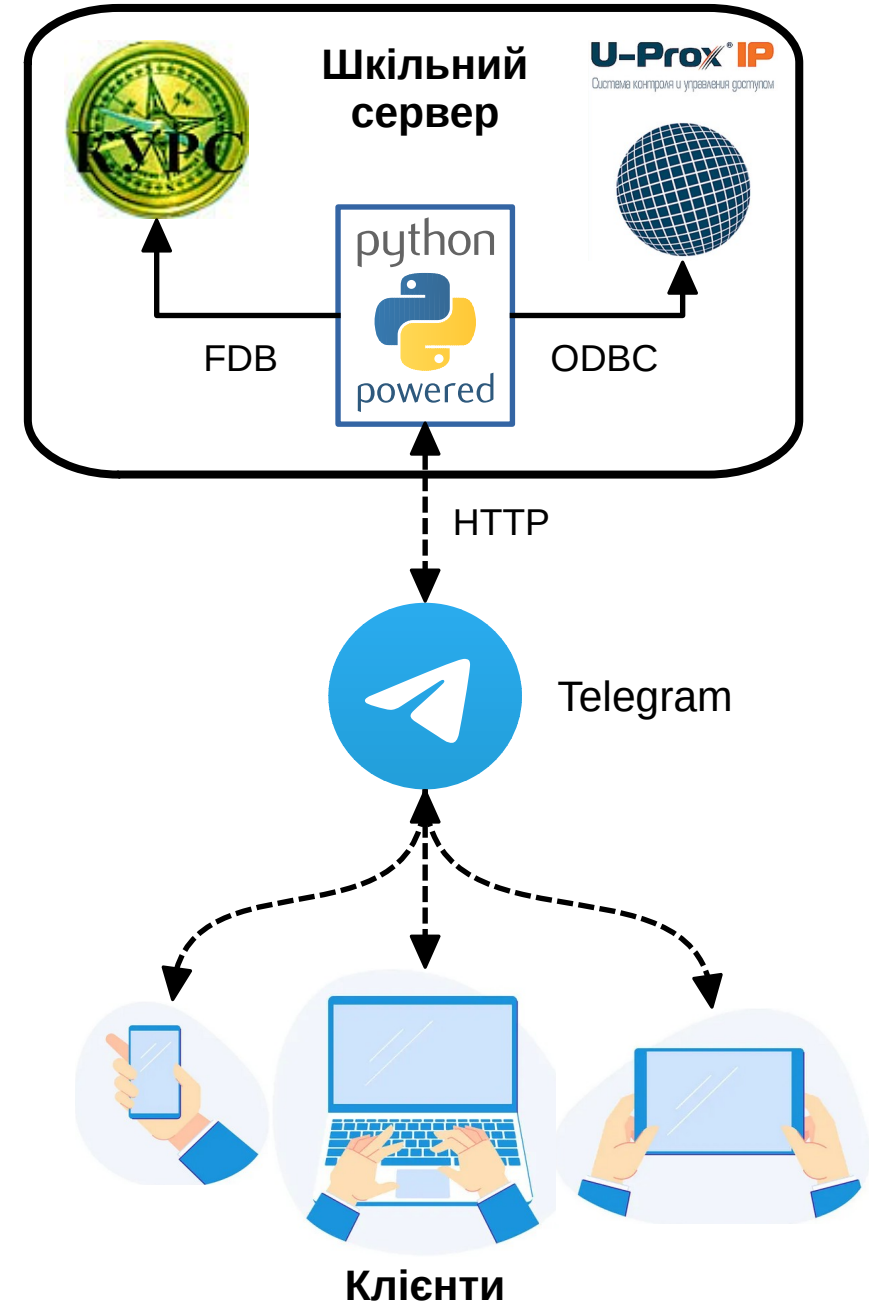 Шкільний
сервер
КУРС
U-Prox® IP
Система контроля и управления доступом
python
powered
FDB
ODBC
HTTP
Telegram
Клієнти